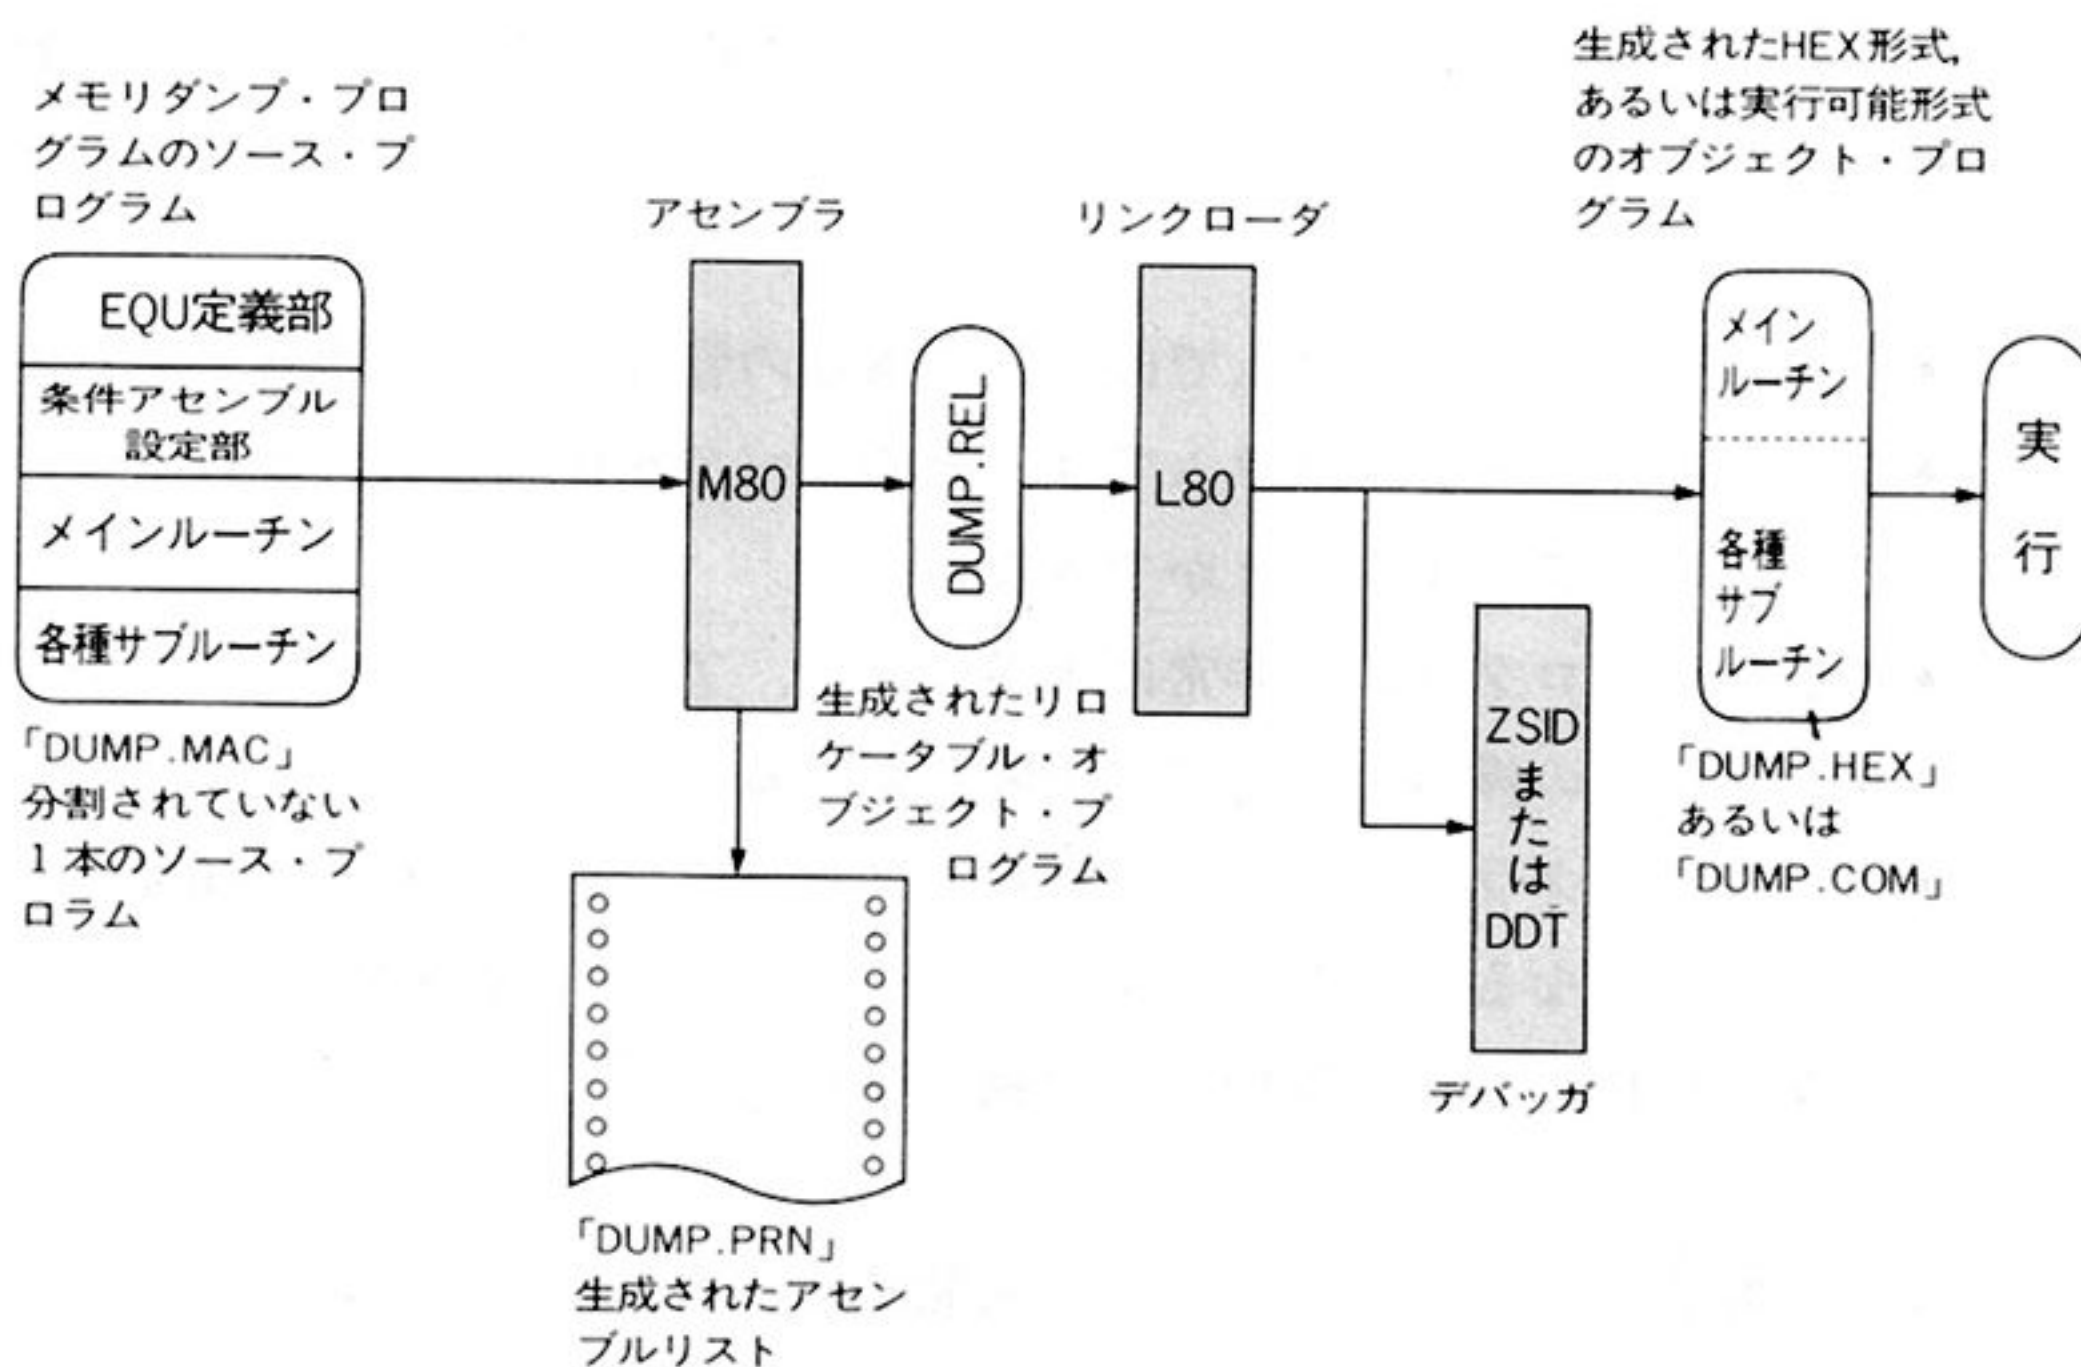 メモリダンプ・プロ
グラムのソース・プ
ログラム
EQU定義部
条件アセンブル
設定部
メインルーチン
各種サブルーチン
「DUMP.MAC」
分割されていない
1本のソース・プ
ロラム
アセンブラ
M80
DUMP.REL
生成されたリロ
ケータブル・オ
ブジェクト・プ
ログラム
「DUMP.PRN」
生成されたアセン
ブルリスト
リンクローダ
L80
ZSID
または
DDT
デバッガ
生成されたHEX形式,
あるいは実行可能形式
のオブジェクト・プロ
グラム
メイン
ルーチン
各種
サブ
ルーチン
「DUMP.HEX」
あるいは
「DUMP.COM」
実行